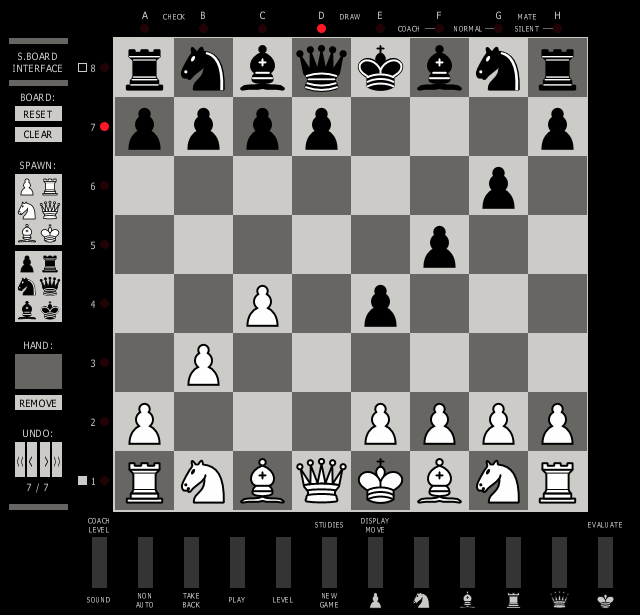 A CHECK B C D DRAW E F G MATE H
COACH NORMAL SILENT
S.BOARD
INTERFACE
BOARD:
RESET
CLEAR
SPAWN:
HAND:
REMOVE
UNDO:
7 / 7
8
7
6
5
4
3
2
1
COACH
LEVEL
STUDIES
DISPLAY
MOVE
EVALUATE
SOUND
NON
AUTO
TAKE
BACK
PLAY
LEVEL
NEW
GAME